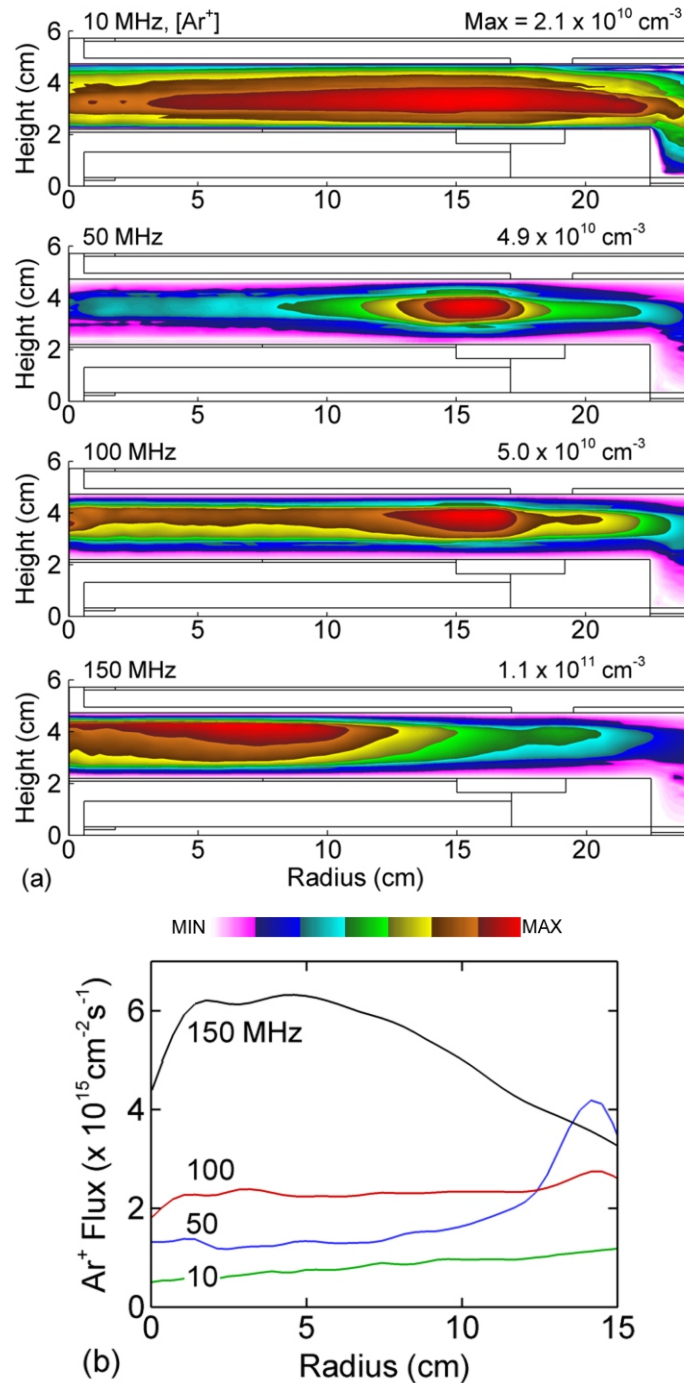 10 MHz, [Ar⁺] Max = 2.1 x 10¹⁰ cm⁻³
6
4
2
0
Height (cm)
0 5 10 15 20
50 MHz 4.9 x 10¹⁰ cm⁻³
6
4
2
0
Height (cm)
0 5 10 15 20
100 MHz 5.0 x 10¹⁰ cm⁻³
6
4
2
0
Height (cm)
0 5 10 15 20
150 MHz 1.1 x 10¹¹ cm⁻³
6
4
2
0
Height (cm)
0 5 10 15 20
(a) Radius (cm)
MIN MAX
Ar⁺ Flux (x 10¹⁵cm⁻²s⁻¹)
6
4
2
0
150 MHz
100
50
10
0 5 10 15
(b) Radius (cm)